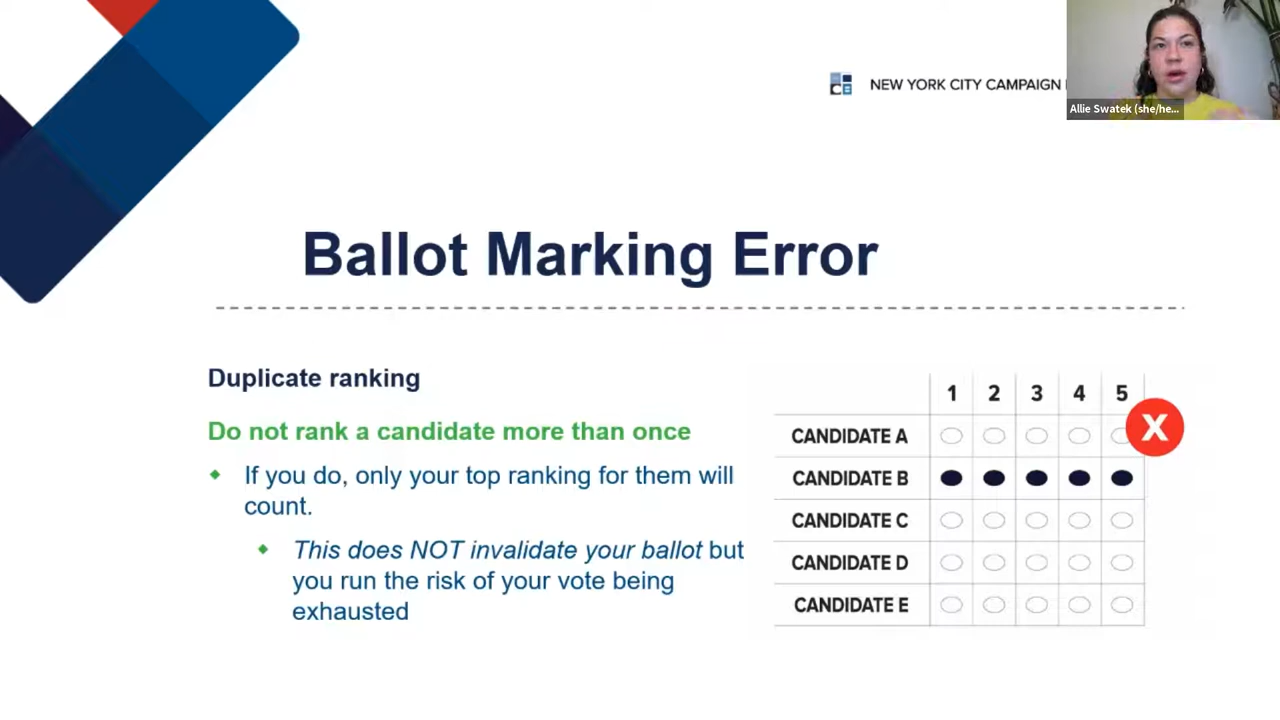 NEW YORK CITY CAMPAIGN
Allie Swatek (she/he...
Ballot Marking Error
Duplicate ranking
Do not rank a candidate more than once
If you do, only your top ranking for them will
count.
This does NOT invalidate your ballot but
you run the risk of your vote being
exhausted
1 2 3 4 5
X
CANDIDATE A
CANDIDATE B
CANDIDATE C
CANDIDATE D
CANDIDATE E